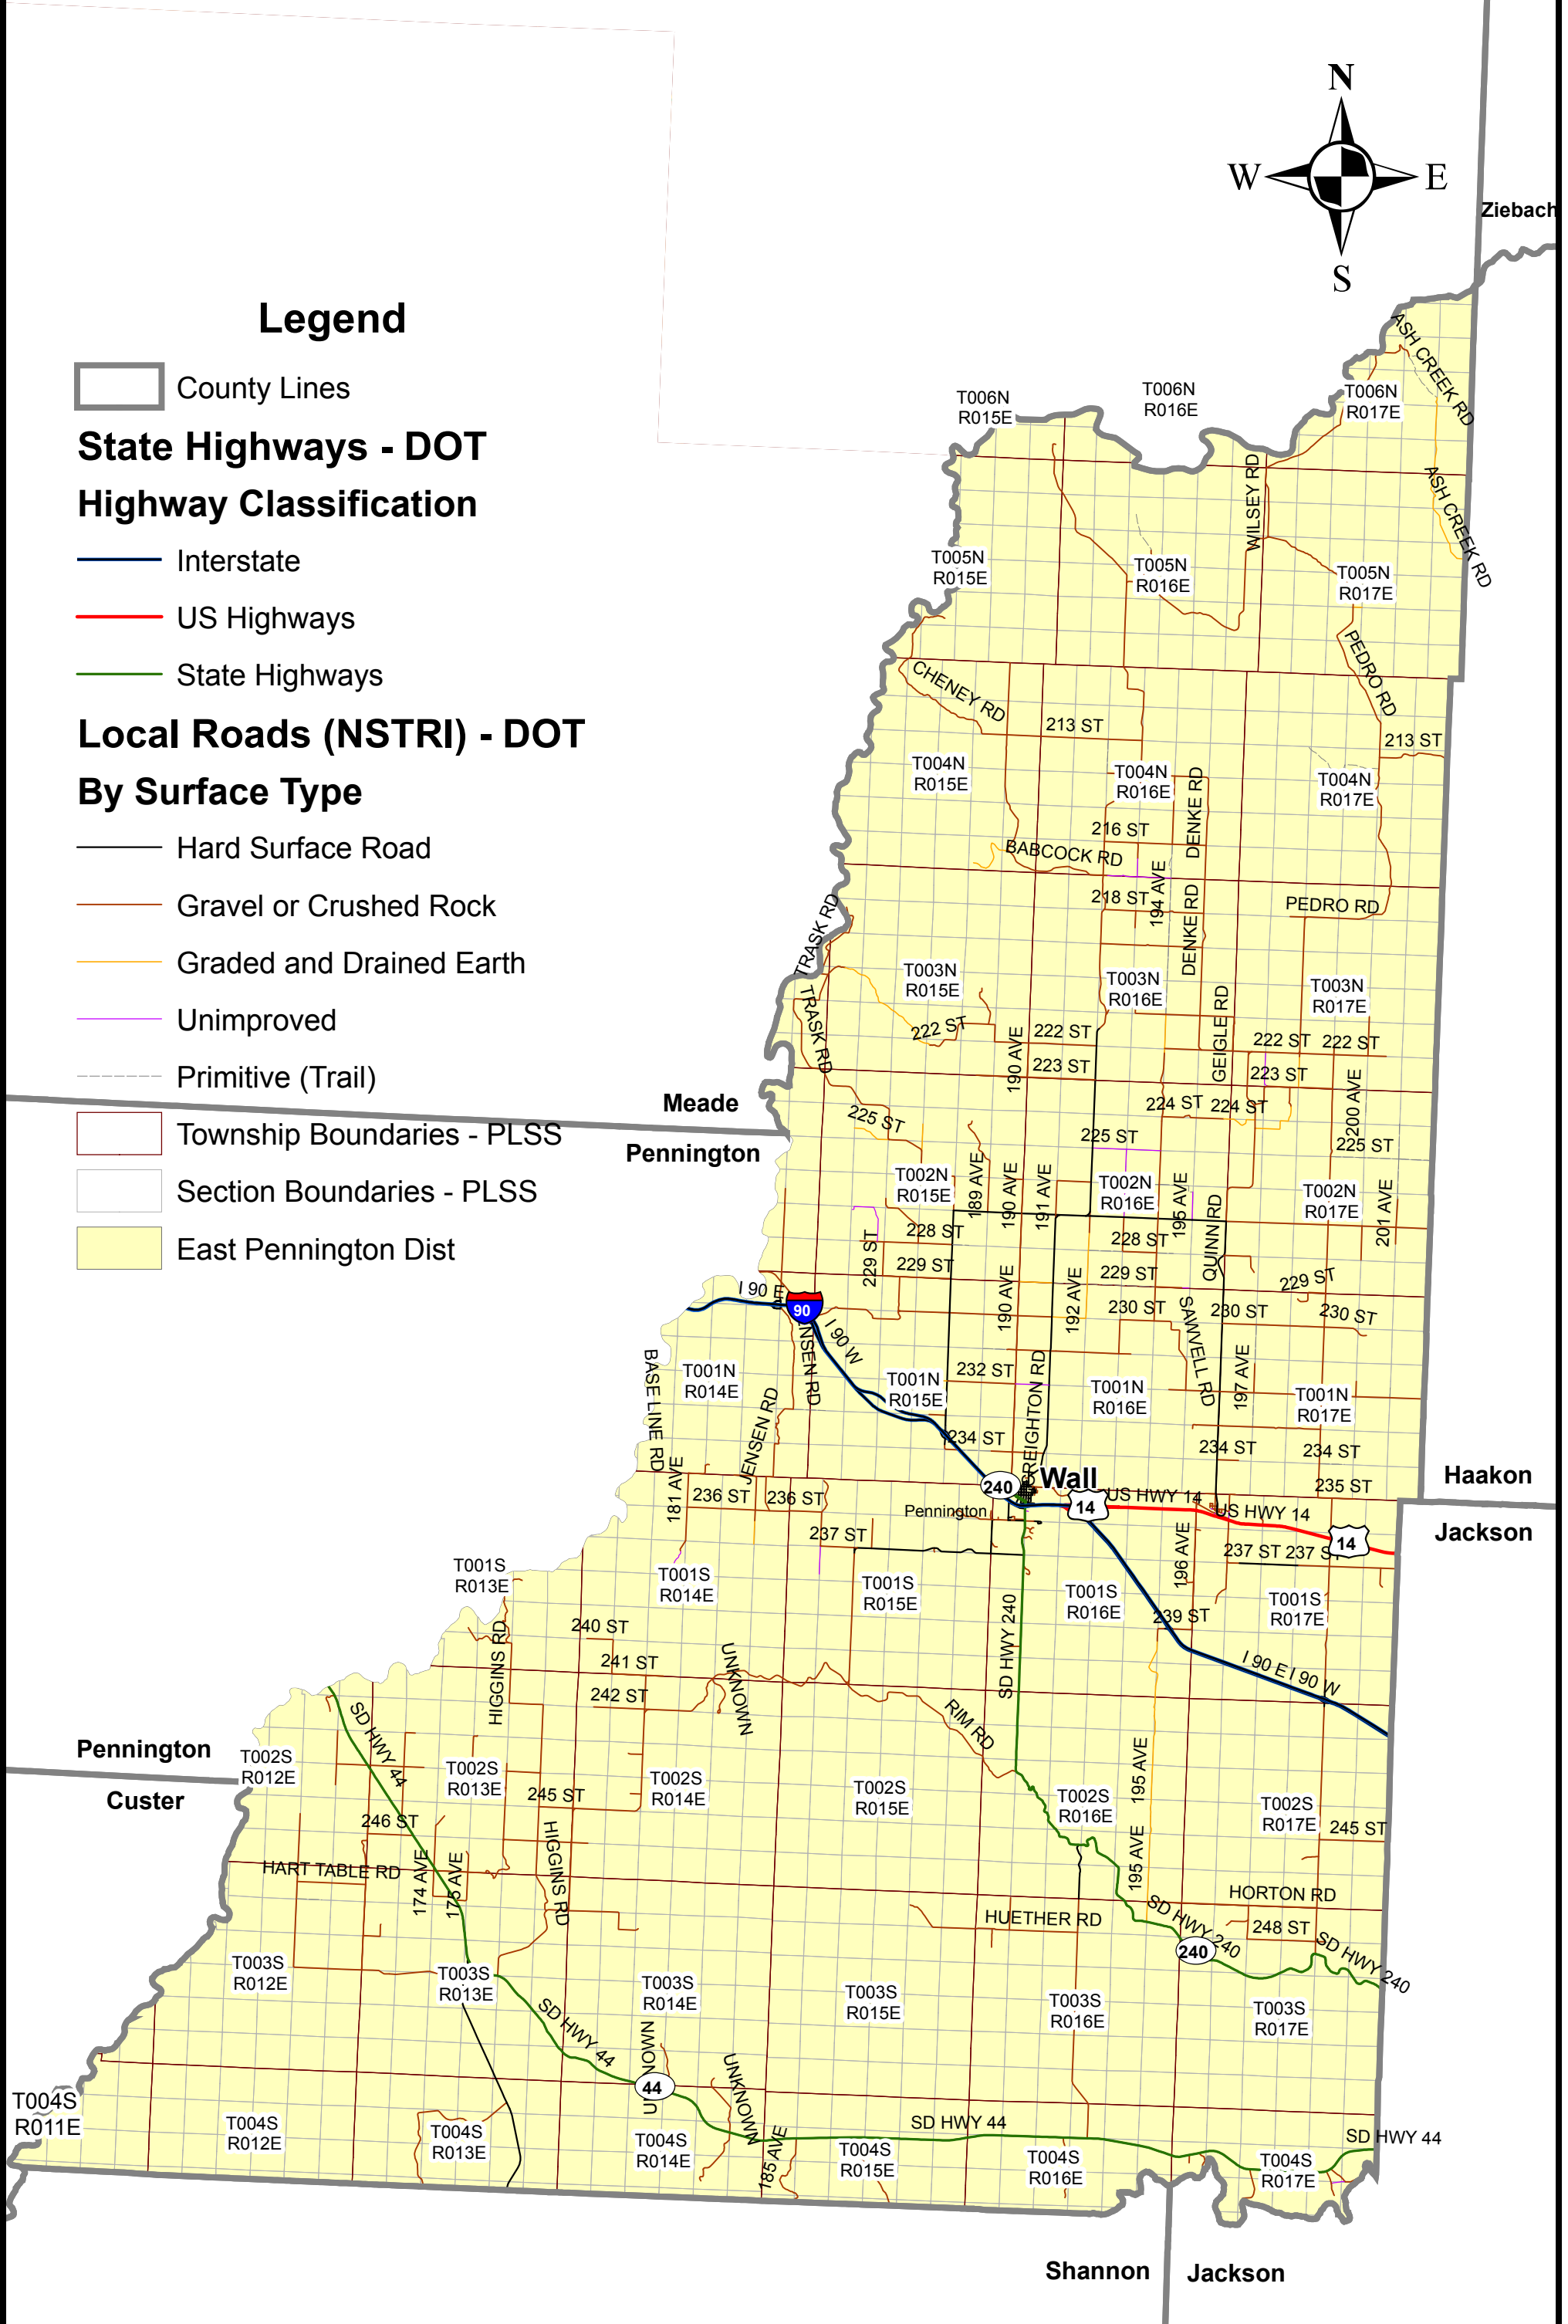 N
W
E
S
Ziebach
Legend
County Lines
State Highways - DOT
Highway Classification
Interstate
US Highways
State Highways
Local Roads (NSTRI) - DOT
By Surface Type
Hard Surface Road
Gravel or Crushed Rock
Graded and Drained Earth
Unimproved
Primitive (Trail)
Township Boundaries - PLSS
Section Boundaries - PLSS
East Pennington Dist
ASH CREEK RD
T006N
R015E
T006N
R016E
T006N
R017E
WILSEY RD
ASH CREEK RD
T005N
R015E
T005N
R016E
T005N
R017E
PEDRO RD
CHENEY RD
213 ST
213 ST
T004N
R015E
T004N
R016E
T004N
R017E
DENKE RD
216 ST
BABCOCK RD
194 AVE
218 ST
DENKE RD
PEDRO RD
TRASK RD
T003N
R015E
T003N
R016E
T003N
R017E
TRASK RD
GEIGLE RD
222 ST
222 ST
222 ST
222 ST
190 AVE
223 ST
223 ST
200 AVE
Meade
Pennington
225 ST
224 ST
224 ST
225 ST
225 ST
T002N
R015E
189 AVE
190 AVE
191 AVE
T002N
R016E
195 AVE
QUINN RD
T002N
R017E
201 AVE
228 ST
228 ST
229 ST
229 ST
229 ST
229 ST
I 90 E
90
I 90 W
190 AVE
192 AVE
230 ST
SAWVELL RD
230 ST
230 ST
BASE LINE RD
T001N
R014E
JENSEN RD
T001N
R015E
232 ST
CREIGHTON RD
T001N
R016E
197 AVE
T001N
R017E
234 ST
234 ST
234 ST
Haakon
Jackson
181 AVE
236 ST
236 ST
240
Wall
Pennington
14
US HWY 14
US HWY 14
235 ST
14
237 ST
196 AVE
237 ST
T001S
R013E
T001S
R014E
T001S
R015E
T001S
R016E
T001S
R017E
SD HWY 240
239 ST
HIGGINS RD
240 ST
241 ST
242 ST
UNKNOWN
RIM RD
I 90 E
I 90 W
Pennington
Custer
SD HWY 44
T002S
R012E
T002S
R013E
T002S
R014E
T002S
R015E
T002S
R016E
T002S
R017E
195 AVE
245 ST
245 ST
246 ST
HART TABLE RD
174 AVE
175 AVE
HIGGINS RD
195 AVE
HORTON RD
HUETHER RD
SD HWY 240
248 ST
SD HWY 240
240
T003S
R012E
T003S
R013E
T003S
R014E
T003S
R015E
T003S
R016E
T003S
R017E
SD HWY 44
UNKNOWN
44
UNKNOWN
185 AVE
SD HWY 44
SD HWY 44
T004S
R011E
T004S
R012E
T004S
R013E
T004S
R014E
T004S
R015E
T004S
R016E
T004S
R017E
Shannon
Jackson